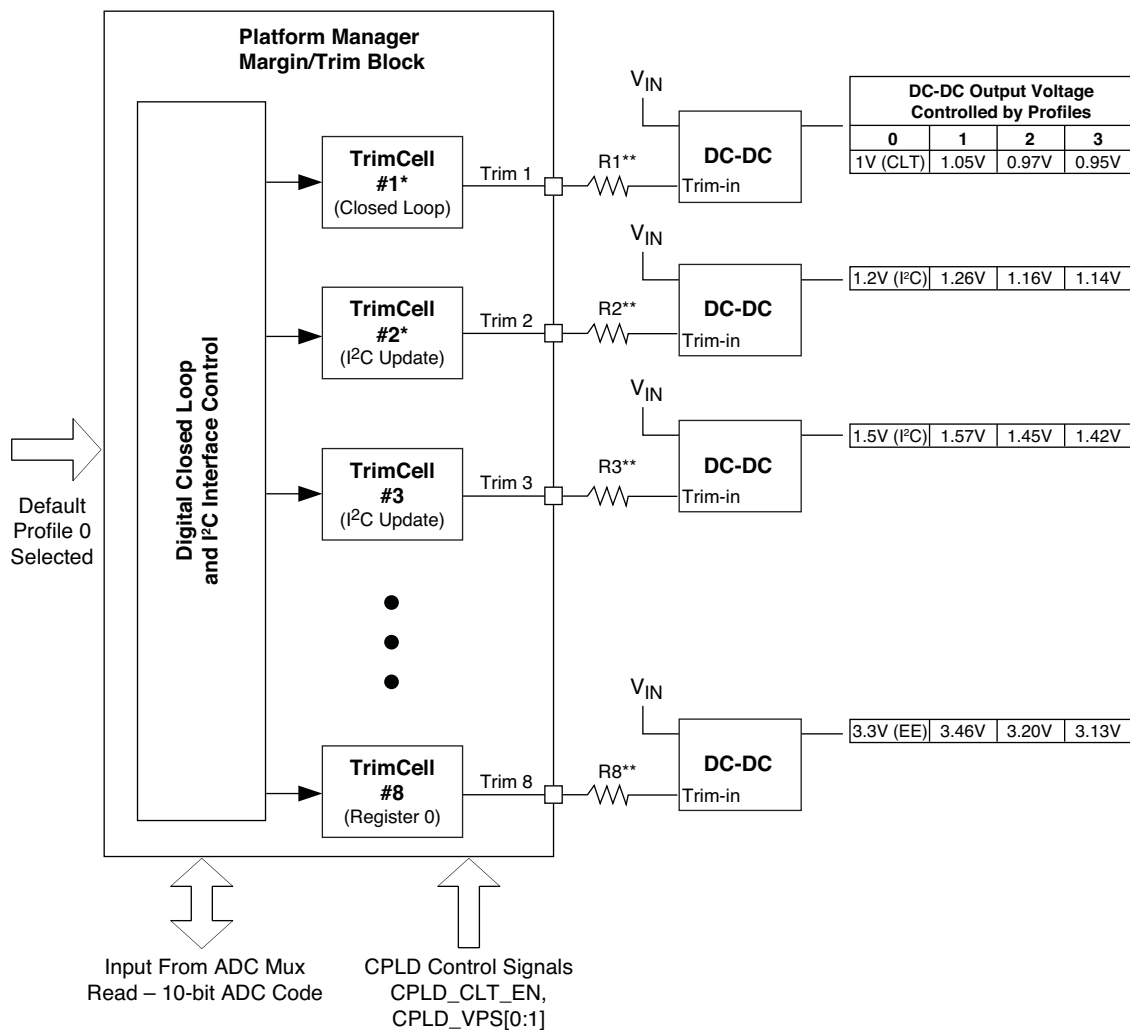 Platform Manager
Margin/Trim Block
Digital Closed Loop
and I²C Interface Control
Default
Profile 0
Selected
TrimCell
#1*
(Closed Loop)
Trim 1
R1**
VIN
DC-DC
Trim-in
DC-DC Output Voltage
Controlled by Profiles
0 1 2 3
1V (CLT) 1.05V 0.97V 0.95V
TrimCell
#2*
(I²C Update)
Trim 2
R2**
VIN
DC-DC
Trim-in
1.2V (I²C) 1.26V 1.16V 1.14V
TrimCell
#3
(I²C Update)
Trim 3
R3**
VIN
DC-DC
Trim-in
1.5V (I²C) 1.57V 1.45V 1.42V
TrimCell
#8
(Register 0)
Trim 8
R8**
VIN
DC-DC
Trim-in
3.3V (EE) 3.46V 3.20V 3.13V
Input From ADC Mux
Read – 10-bit ADC Code
CPLD Control Signals
CPLD_CLT_EN,
CPLD_VPS[0:1]